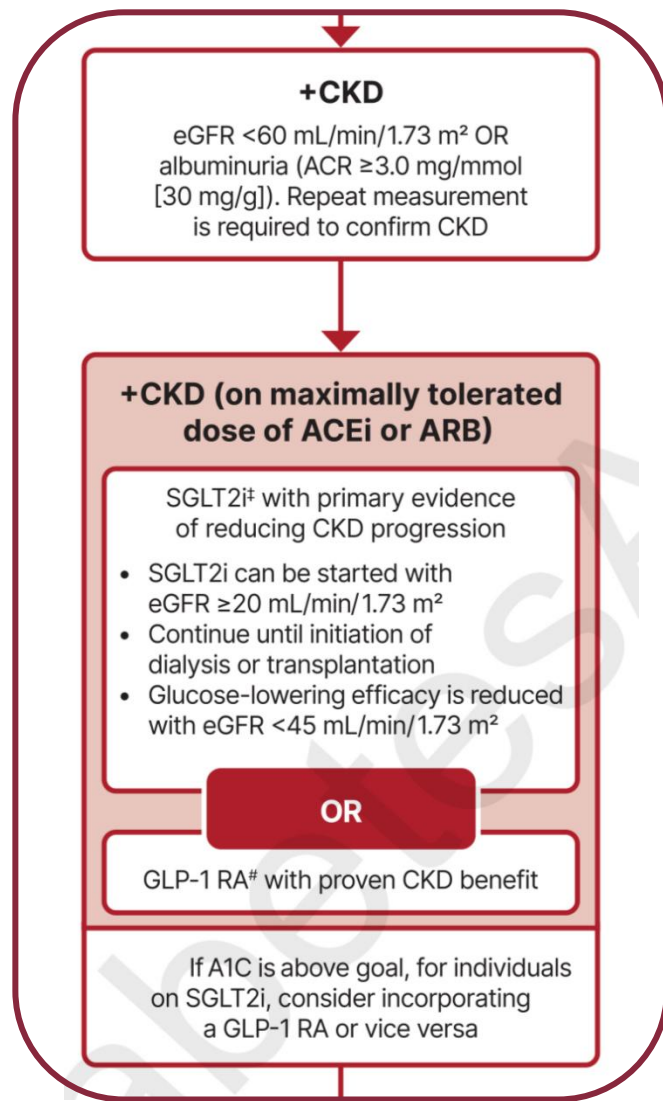 +CKD
eGFR <60 mL/min/1.73 m² OR
albuminuria (ACR ≥3.0 mg/mmol
[30 mg/g]). Repeat measurement
is required to confirm CKD
+CKD (on maximally tolerated
dose of ACEi or ARB)
SGLT2i‡ with primary evidence
of reducing CKD progression
• SGLT2i can be started with
eGFR ≥20 mL/min/1.73 m²
• Continue until initiation of
dialysis or transplantation
• Glucose-lowering efficacy is reduced
with eGFR <45 mL/min/1.73 m²
OR
GLP-1 RA# with proven CKD benefit
If A1C is above goal, for individuals
on SGLT2i, consider incorporating
a GLP-1 RA or vice versa
abetesA